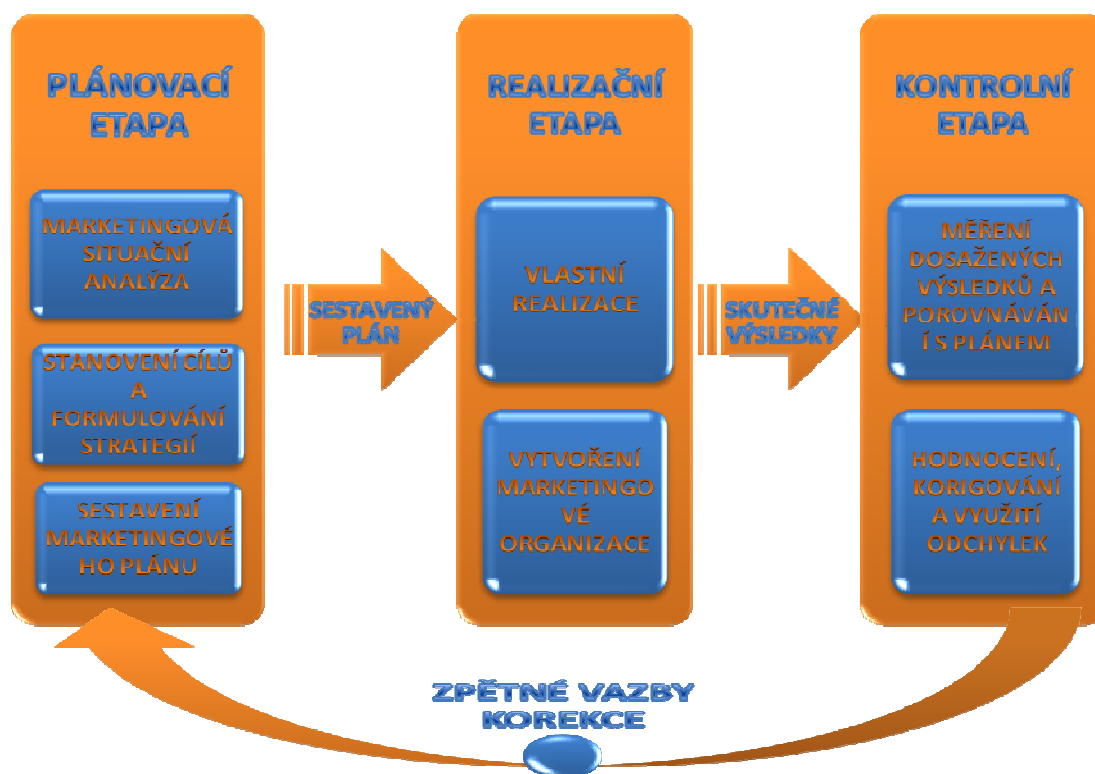 PLÁNOVACÍ
ETAPA
MARKETINGOVÁ
SITUAČNÍ
ANALÝZA
STANOVENÍ CÍLŮ
A
FORMULOVÁNÍ
STRATEGIÍ
SESTAVENÍ
MARKETINGOVÉ
HO PLÁNU
SESTAVENÝ
PLÁN
REALIZAČNÍ
ETAPA
VLASTNÍ
REALIZACE
VYTVOŘENÍ
MARKETINGO
VÉ
ORGANIZACE
SKUTEČNÉ
VÝSLEDKY
KONTROLNÍ
ETAPA
MĚŘENÍ
DOSAŽENÝCH
VÝSLEDKŮ A
POROVNÁVÁN
Í S PLÁNEM
HODNOCENÍ,
KORIGOVÁNÍ
A VYUŽITÍ
ODCHYLEK
ZPĚTNÉ VAZBY
KOREKCE